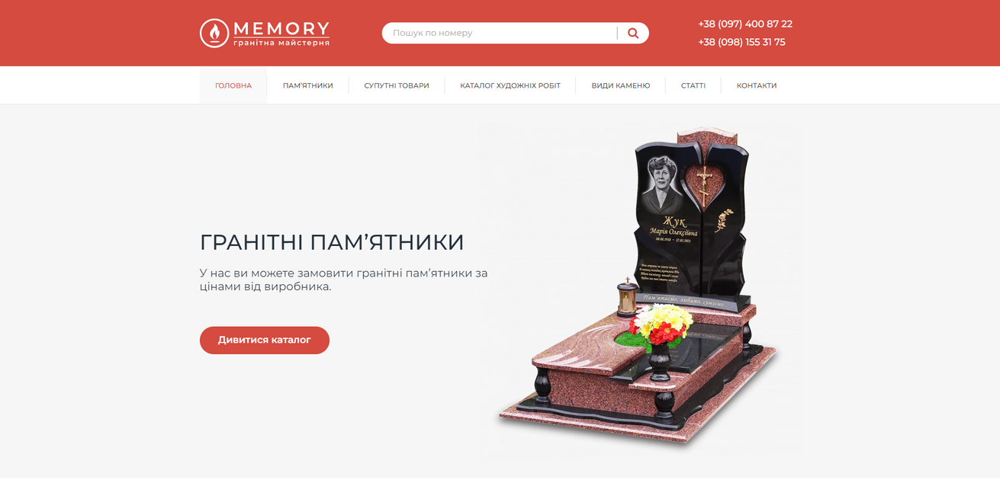 MEMORY
гранітна майстерня
Пошук по номеру
+38 (097) 400 87 22
+38 (098) 155 31 75
ГОЛОВНА
ПАМ'ЯТНИКИ
СУПУТНІ ТОВАРИ
КАТАЛОГ ХУДОЖНІХ РОБІТ
ВИДИ КАМЕНЮ
СТАТТІ
КОНТАКТИ
ГРАНІТНІ ПАМ’ЯТНИКИ
У нас ви можете замовити гранітні пам’ятники за
цінами від виробника.
Дивитися каталог
Жук
Марія Олексіївна
Пам'ятаємо, любимо, сумуємо...